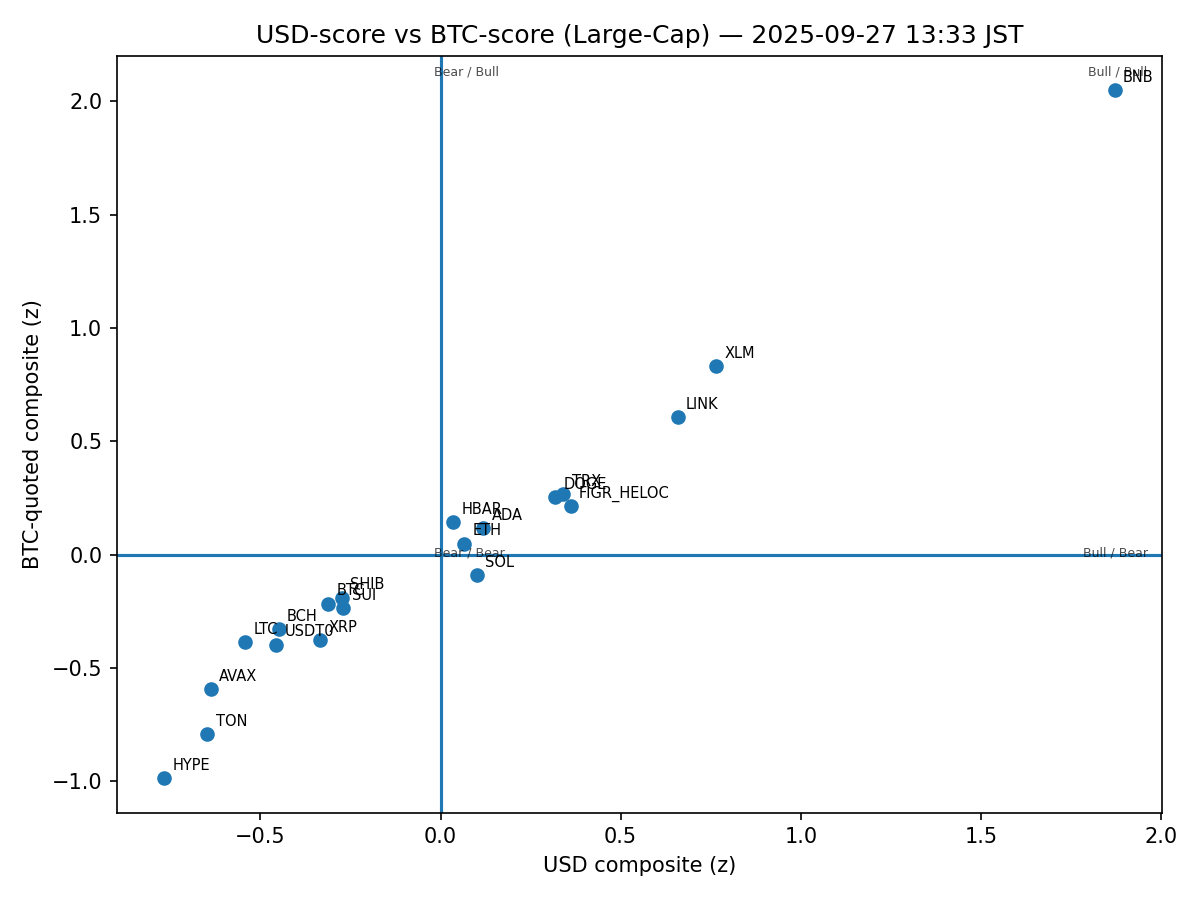 USD-score vs BTC-score (Large-Cap) — 2025-09-27 13:33 JST
Bear / Bull
Bull / Bull
BNB
2.0
1.5
1.0
XLM
LINK
0.5
TRX
DOGE
FIGR_HELOC
HBAR
ADA
ETH
0.0
Bear / Bear
Bull / Bear
SOL
SHIB
BTC
SUI
BCH
LTC
USDT0
XRP
−0.5
AVAX
TON
HYPE
−1.0
BTC-quoted composite (z)
−0.5
0.0
0.5
1.0
1.5
2.0
USD composite (z)